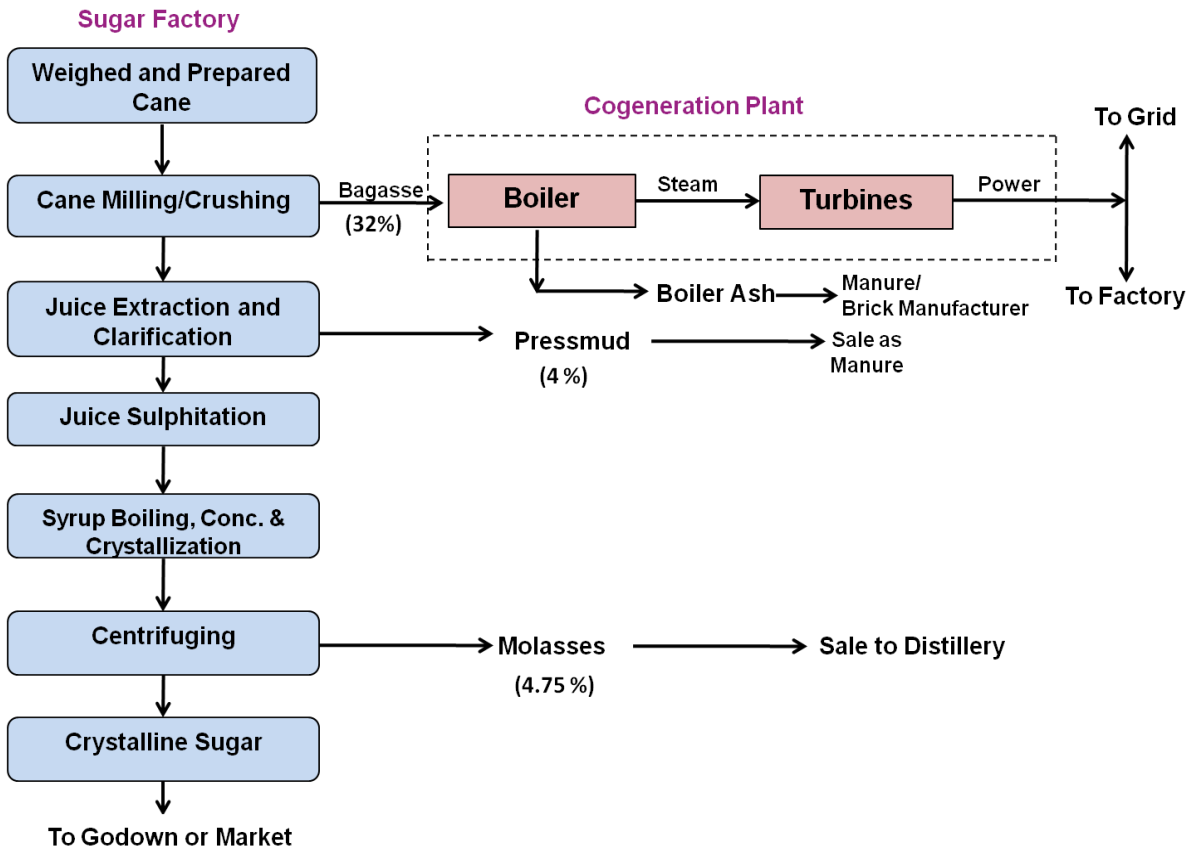 Sugar Factory
Weighed and Prepared
Cane
Cogeneration Plant
To Grid
Cane Milling/Crushing
Bagasse
(32%)
Boiler
Steam
Turbines
Power
To Factory
Juice Extraction and
Clarification
Boiler Ash
Manure/
Brick Manufacturer
Pressmud
(4 %)
Sale as
Manure
Juice Sulphitation
Syrup Boiling, Conc. &
Crystallization
Centrifuging
Molasses
(4.75 %)
Sale to Distillery
Crystalline Sugar
To Godown or Market